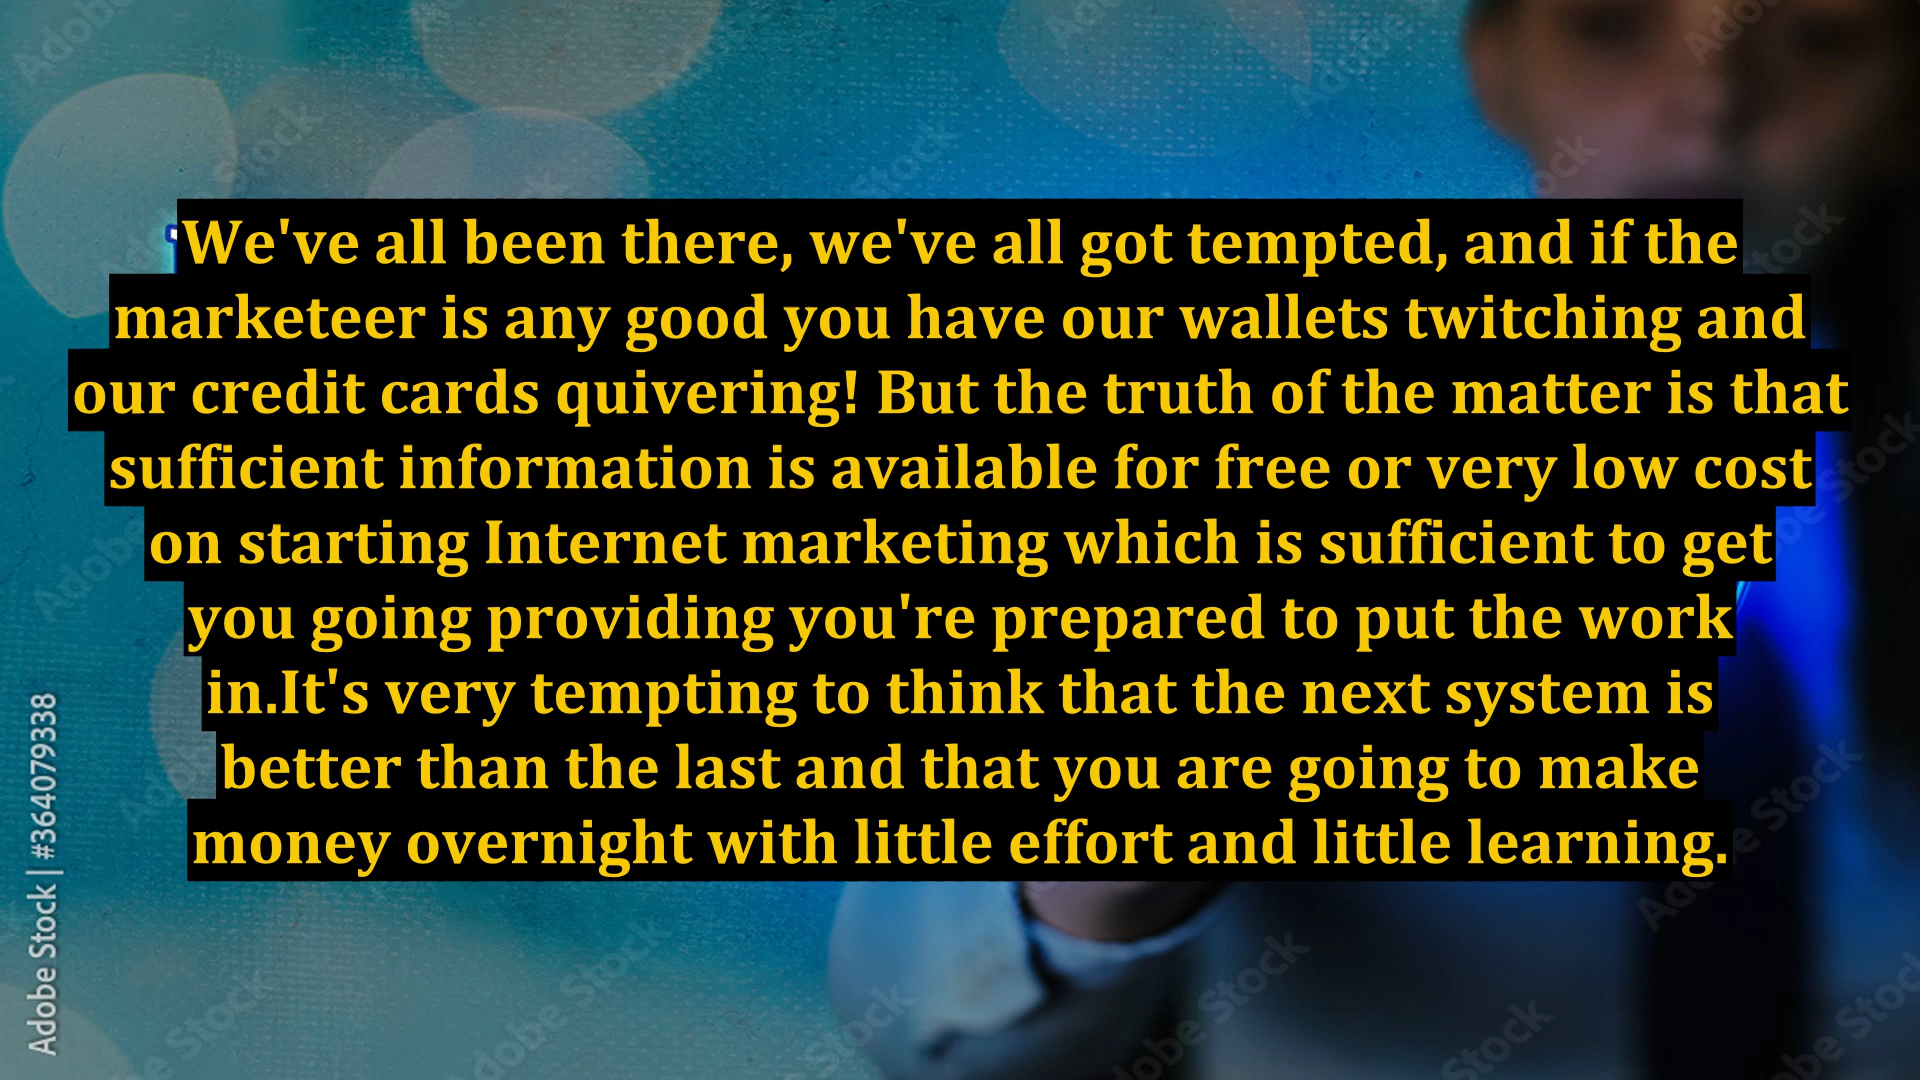 We've all been there, we've all got tempted, and if the
marketeer is any good you have our wallets twitching and
our credit cards quivering! But the truth of the matter is that
sufficient information is available for free or very low cost
on starting Internet marketing which is sufficient to get
you going providing you're prepared to put the work
in.It's very tempting to think that the next system is
better than the last and that you are going to make
money overnight with little effort and little learning.
Adobe Stock | #364079338